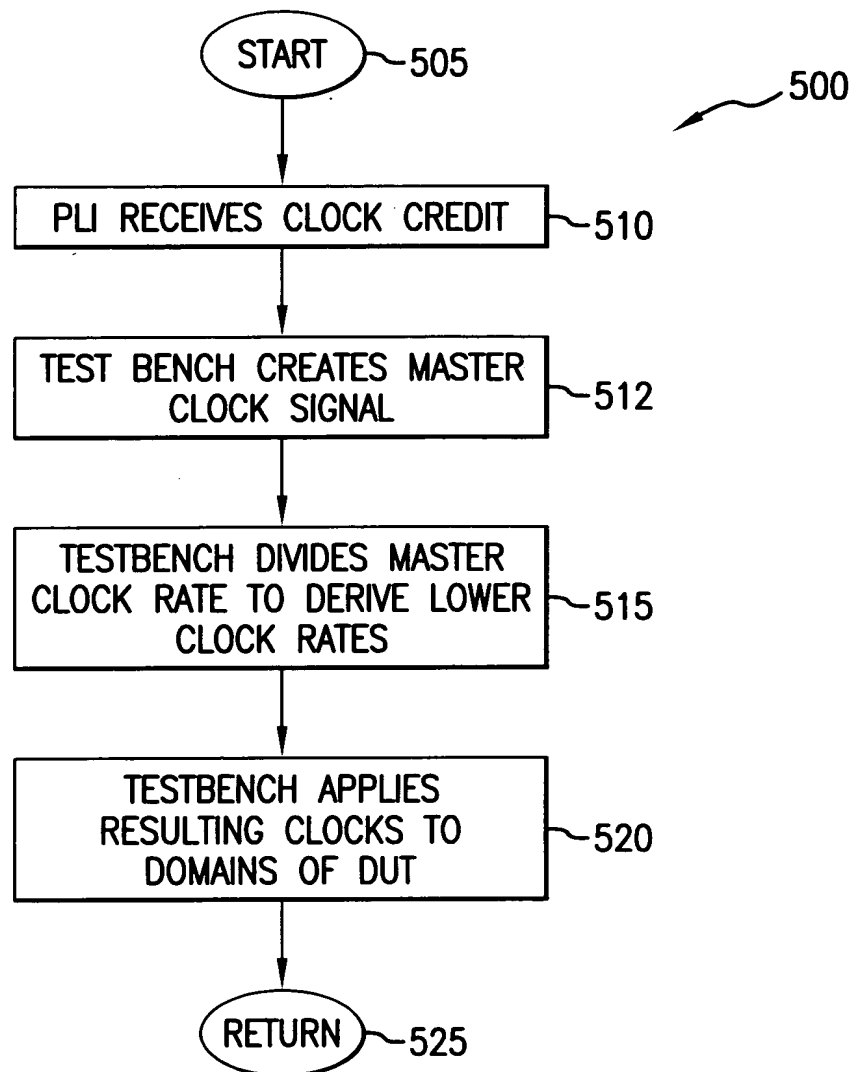 START
505
500
PLI RECEIVES CLOCK CREDIT
510
TEST BENCH CREATES MASTER
CLOCK SIGNAL
512
TESTBENCH DIVIDES MASTER
CLOCK RATE TO DERIVE LOWER
CLOCK RATES
515
TESTBENCH APPLIES
RESULTING CLOCKS TO
DOMAINS OF DUT
520
RETURN
525